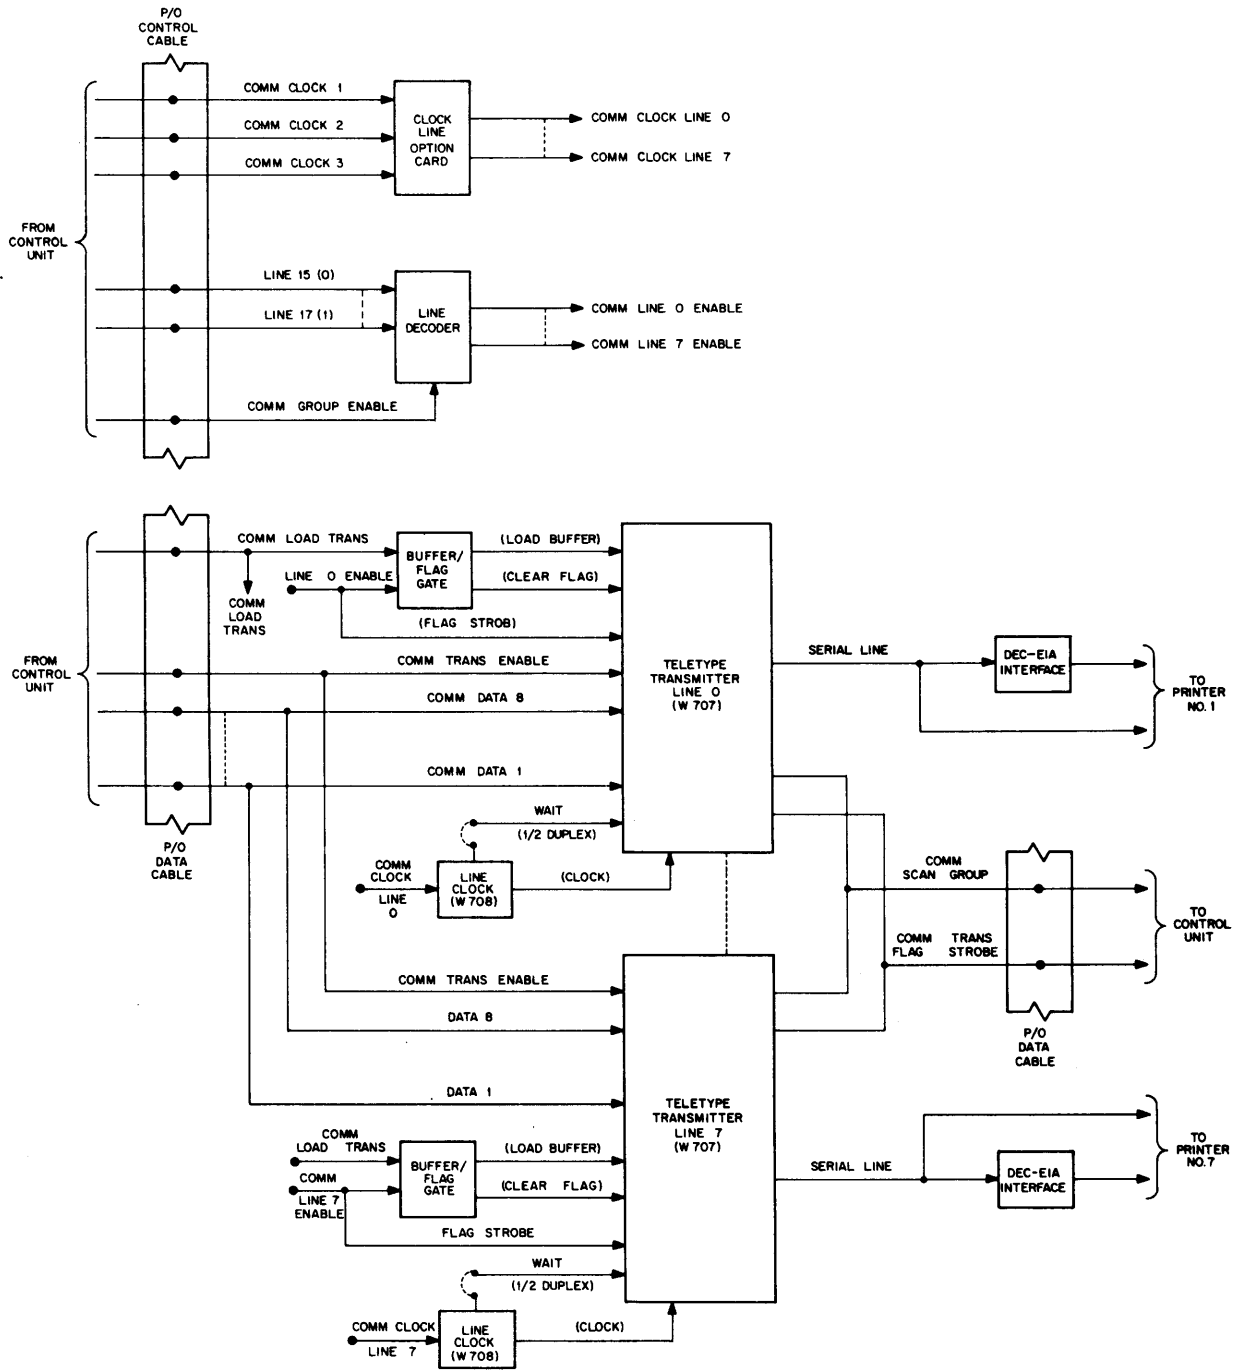 P/O
CONTROL
CABLE
COMM CLOCK 1
COMM CLOCK 2
COMM CLOCK 3
CLOCK
LINE
OPTION
CARD
COMM CLOCK LINE 0
COMM CLOCK LINE 7
FROM
CONTROL
UNIT
LINE 15 (0)
LINE 17 (1)
LINE
DECODER
COMM LINE 0 ENABLE
COMM LINE 7 ENABLE
COMM GROUP ENABLE
COMM LOAD TRANS
COMM
LOAD
TRANS
LINE 0 ENABLE
BUFFER/
FLAG
GATE
(LOAD BUFFER)
(CLEAR FLAG)
(FLAG STROB)
FROM
CONTROL
UNIT
COMM TRANS ENABLE
COMM DATA 8
COMM DATA 1
TELETYPE
TRANSMITTER
LINE 0
(W 707)
SERIAL LINE
DEC-EIA
INTERFACE
TO
PRINTER
NO. 1
WAIT
(1/2 DUPLEX)
P/O
DATA
CABLE
COMM
CLOCK
LINE
0
LINE
CLOCK
(W 708)
(CLOCK)
COMM
SCAN GROUP
COMM TRANS
FLAG STROBE
TO
CONTROL
UNIT
P/O
DATA
CABLE
COMM TRANS ENABLE
DATA 8
DATA 1
TELETYPE
TRANSMITTER
LINE 7
(W 707)
COMM
LOAD TRANS
COMM
LINE 7
ENABLE
BUFFER/
FLAG
GATE
(LOAD BUFFER)
(CLEAR FLAG)
FLAG STROBE
SERIAL LINE
DEC-EIA
INTERFACE
TO
PRINTER
NO. 7
WAIT
(1/2 DUPLEX)
COMM CLOCK
LINE 7
LINE
CLOCK
(W 708)
(CLOCK)